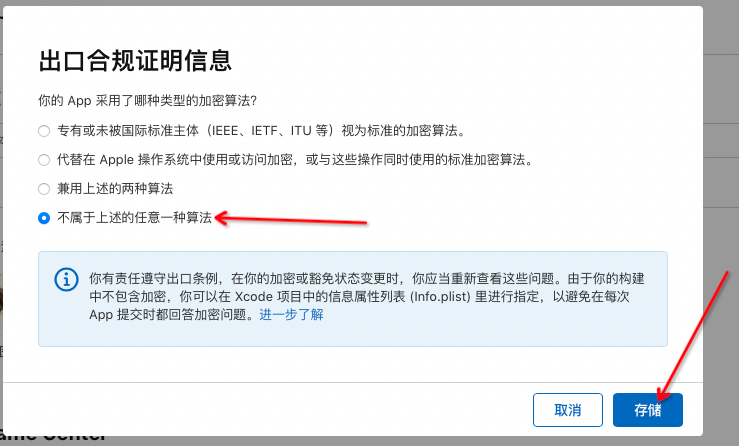 出口合规证明信息
你的 App 采用了哪种类型的加密算法?
专有或未被国际标准主体（IEEE、IETF、ITU 等）视为标准的加密算法。
代替在 Apple 操作系统中使用或访问加密，或与这些操作同时使用的标准加密算法。
兼用上述的两种算法
不属于上述的任意一种算法
你有责任遵守出口条例，在你的加密或豁免状态变更时，你应当重新查看这些问题。由于你的构建
中不包含加密，你可以在 Xcode 项目中的信息属性列表 (Info.plist) 里进行指定，以避免在每次
App 提交时都回答加密问题。进一步了解
取消
存储
ame Center